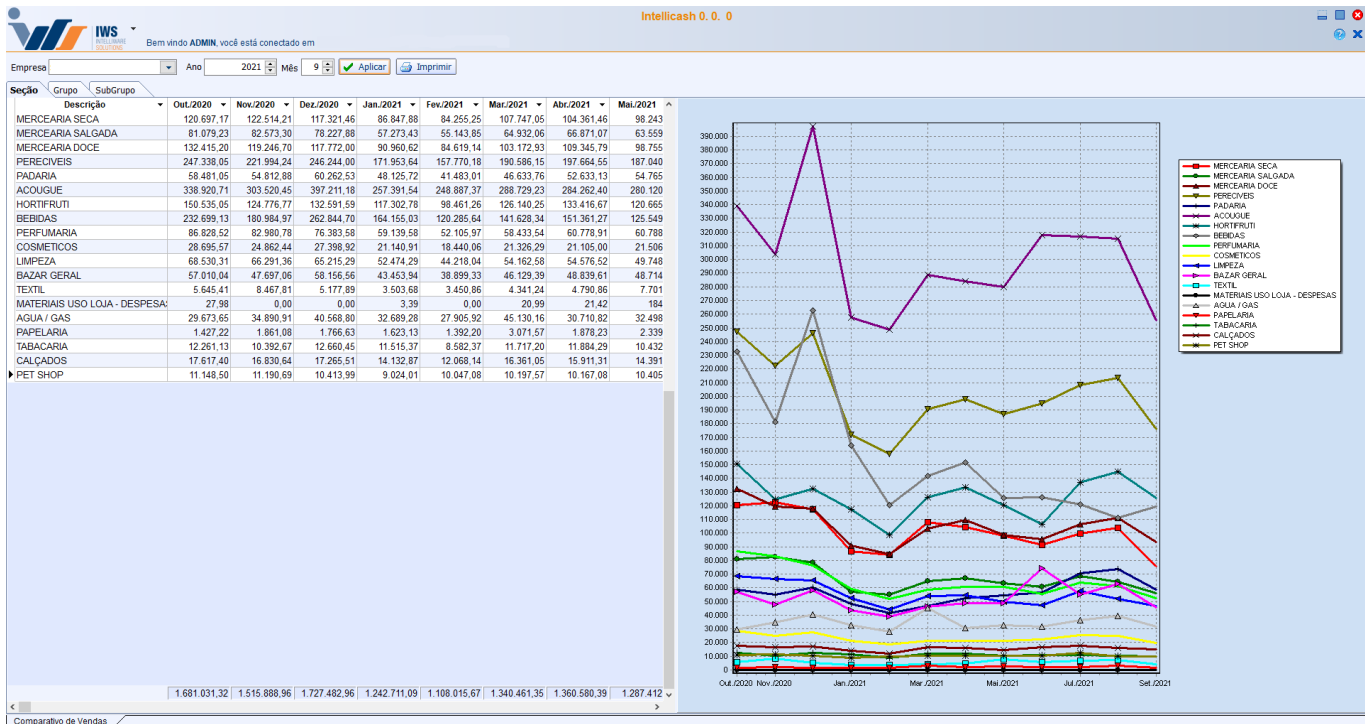 Intellicash 0. 0. 0
IWS
INTELLIWARE
SOLUTIONS
Bem vindo ADMIN, você está conectado em
Empresa Ano 2021 Mês 9 Aplicar Imprimir
Seção Grupo SubGrupo
Descrição Out./2020 Nov./2020 Dez./2020 Jan./2021 Fev./2021 Mar./2021 Abr./2021 Mai./2021
MERCEARIA SECA 120.697,17 122.514,21 117.321,46 86.847,88 84.255,25 107.747,05 104.361,46 98.243
MERCEARIA SALGADA 81.079,23 82.573,30 78.227,88 57.273,43 55.143,85 64.932,06 66.871,07 63.559
MERCEARIA DOCE 132.415,20 119.246,70 117.772,00 90.960,62 84.619,14 103.172,93 109.345,79 98.755
PERECIVEIS 247.338,05 221.994,24 246.244,00 171.953,64 157.770,18 190.586,15 197.664,55 187.040
PADARIA 58.481,05 54.812,88 60.262,53 48.125,72 41.483,01 46.633,76 52.633,13 54.765
ACOUGUE 338.920,71 303.520,45 397.211,18 257.391,54 248.887,37 288.729,23 284.262,40 280.120
HORTIFRUTI 150.535,05 124.776,77 132.591,59 117.302,78 98.461,26 126.140,25 133.416,67 120.665
BEBIDAS 232.699,13 180.984,97 262.844,70 164.155,03 120.285,64 141.628,34 151.361,27 125.549
PERFUMARIA 86.828,52 82.980,78 76.383,58 59.139,58 52.105,97 58.433,54 60.778,91 60.788
COSMETICOS 28.695,57 24.862,44 27.398,92 21.140,91 18.440,06 21.326,29 21.105,00 21.506
LIMPEZA 68.530,31 66.291,36 65.215,29 52.474,29 44.218,04 54.162,58 54.576,52 49.748
BAZAR GERAL 57.010,04 47.697,06 58.156,56 43.453,94 38.899,33 46.129,39 48.839,61 48.714
TEXTIL 5.645,41 8.467,81 5.177,89 3.503,68 3.450,86 4.341,24 4.790,86 7.701
MATERIAIS USO LOJA - DESPESA 27,98 0,00 0,00 3,39 0,00 20,99 21,42 184
AGUA / GAS 29.673,65 34.890,91 40.568,80 32.689,28 27.905,92 45.130,16 30.710,82 32.498
PAPELARIA 1.427,22 1.861,08 1.766,63 1.623,13 1.392,20 3.071,57 1.878,23 2.339
TABACARIA 12.261,13 10.392,67 12.660,45 11.515,37 8.582,37 11.717,20 11.884,29 10.432
CALÇADOS 17.617,40 16.830,64 17.265,51 14.132,87 12.068,14 16.361,05 15.911,31 14.391
PET SHOP 11.148,50 11.190,69 10.413,99 9.024,01 10.047,08 10.197,57 10.167,08 10.405
1.681.031,32 1.515.888,96 1.727.482,96 1.242.711,09 1.108.015,67 1.340.461,35 1.360.580,39 1.287.412
390.000
380.000
370.000
360.000
350.000
340.000
330.000
320.000
310.000
300.000
290.000
280.000
270.000
260.000
250.000
240.000
230.000
220.000
210.000
200.000
190.000
180.000
170.000
160.000
150.000
140.000
130.000
120.000
110.000
100.000
90.000
80.000
70.000
60.000
50.000
40.000
30.000
20.000
10.000
0
Out./2020 Nov./2020 Jan./2021 Mar./2021 Mai./2021 Jul./2021 Set./2021
MERCEARIA SECA
MERCEARIA SALGADA
MERCEARIA DOCE
PERECIVEIS
PADARIA
ACOUGUE
HORTIFRUTI
BEBIDAS
PERFUMARIA
COSMETICOS
LIMPEZA
BAZAR GERAL
TEXTIL
MATERIAIS USO LOJA - DESPESAS
AGUA / GAS
PAPELARIA
TABACARIA
CALÇADOS
PET SHOP
Comparativo de Vendas